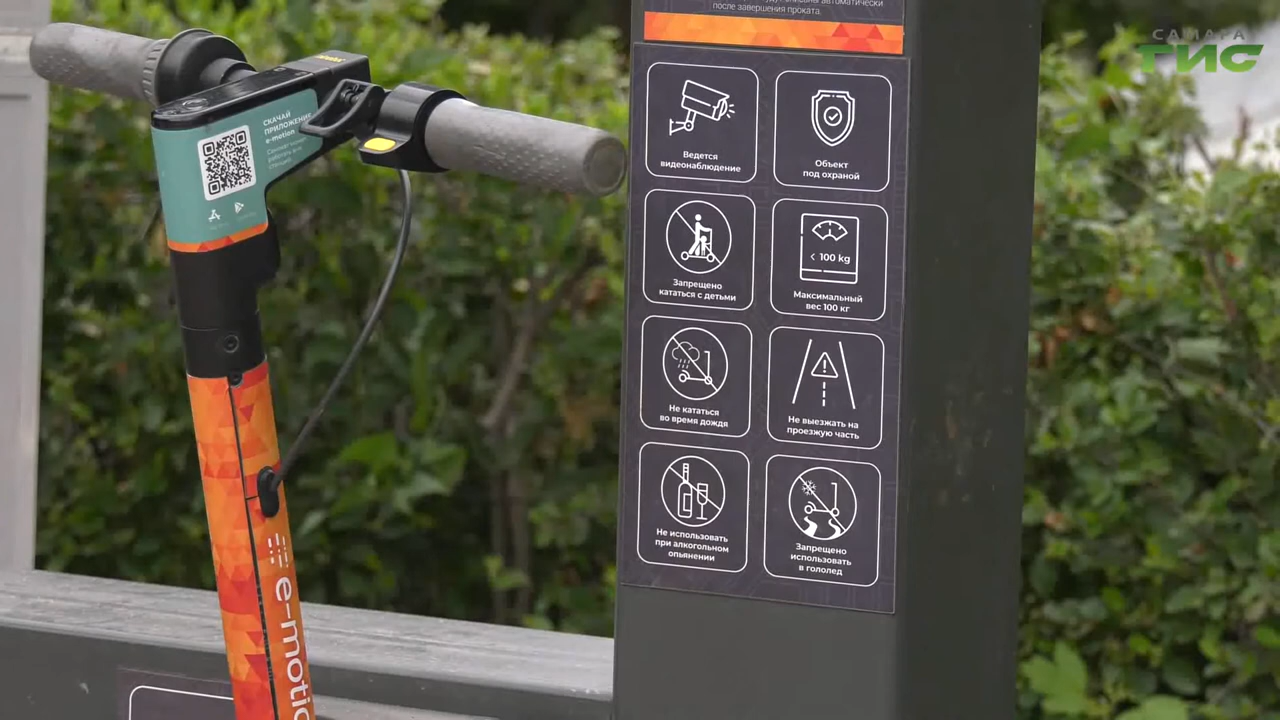 автоматически
после завершения проката.
САМАРА
ГИС
СКАЧАЙ
ПРИЛОЖЕНИЕ
e-motion
Ведется
видеонаблюдение
Объект
под охраной
Запрещено
кататься с детьми
< 100 kg
Максимальный
вес 100 кг
Не кататься
во время дождя
Не выезжать на
проезжую часть
Не использовать
при алкогольном
опьянении
Запрещено
использовать
в гололед
e-motio